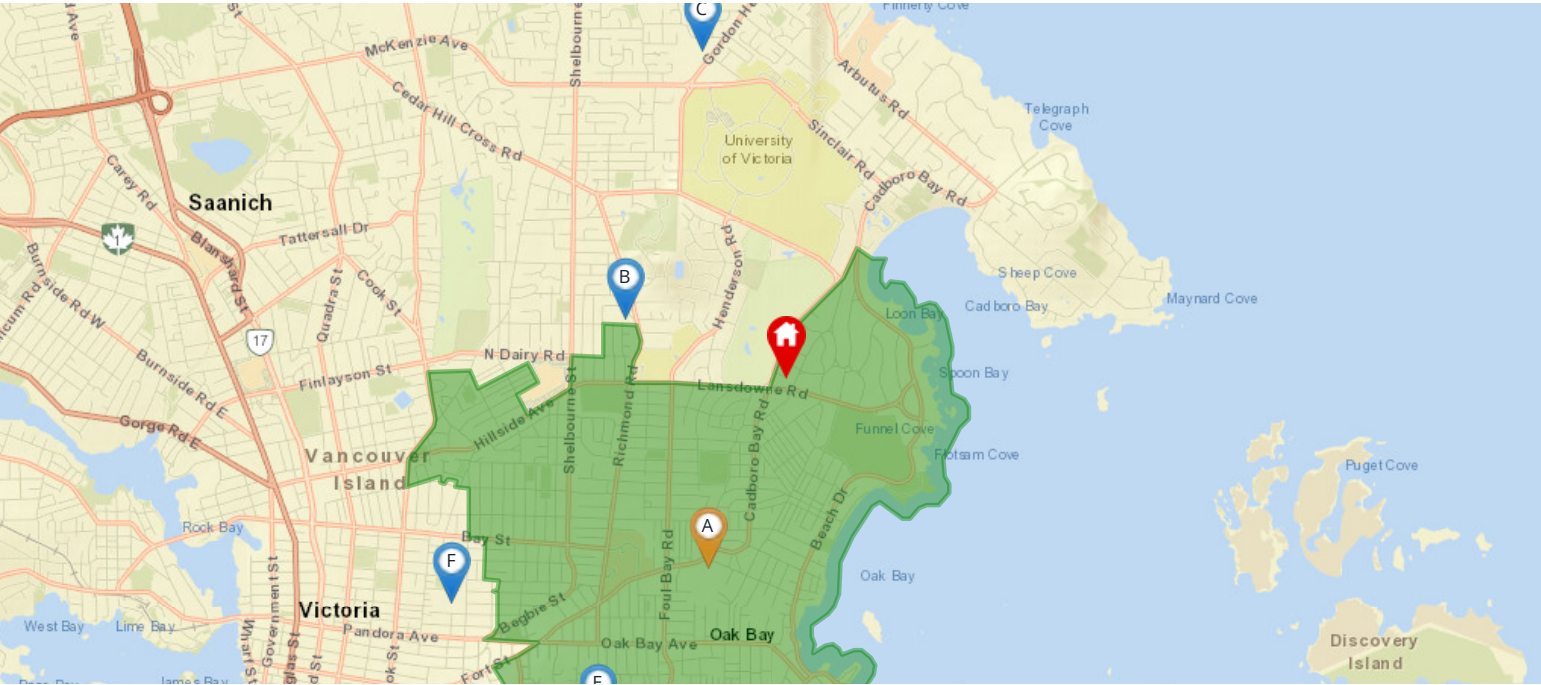 C
Finnerty Cove
Gordon He
Shelbourne
McKenzie Ave
Ave
St
Arbutus Rd
Telegraph
Cove
Cedar Hill Cross Rd
University
of Victoria
Sinclair Rd
Carey Rd
Cadboro Bay Rd
Saanich
1
Tattersall Dr
Blanshard St
Burnside Rd W
Henderson Rd
B
Sheep Cove
Cook St
Quadra St
Maynard Cove
Cadboro Bay
Loon Bay
17
N Dairy Rd
Burnside Rd E
Finlayson St
Spoon Bay
Lansdowne Rd
Shelbourne St
Richmond Rd
Hillside Ave
Gorge Rd E
Funnel Cove
Cadboro Bay Rd
Vancouver
Island
Flotsam Cove
Puget Cove
Beach Dr
Rock Bay
Bay St
A
F
Foul Bay Rd
Oak Bay
Government St
Begbie St
Victoria
West Bay
Lime Bay
Pandora Ave
Oak Bay Ave
Oak Bay
Wharf St
Discovery
Island
Fort St
James Bay